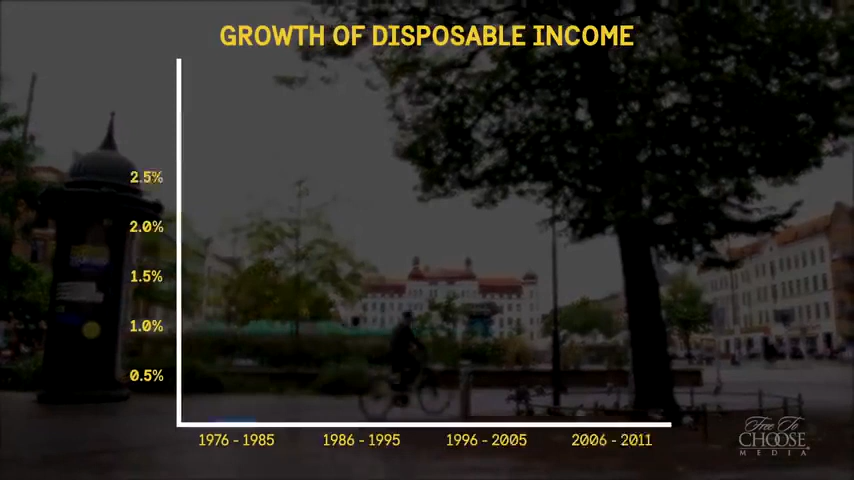 GROWTH OF DISPOSABLE INCOME
2.5%
2.0%
1.5%
1.0%
0.5%
1976 - 1985
1986 - 1995
1996 - 2005
2006 - 2011
Free To
CHOOSE
MEDIA